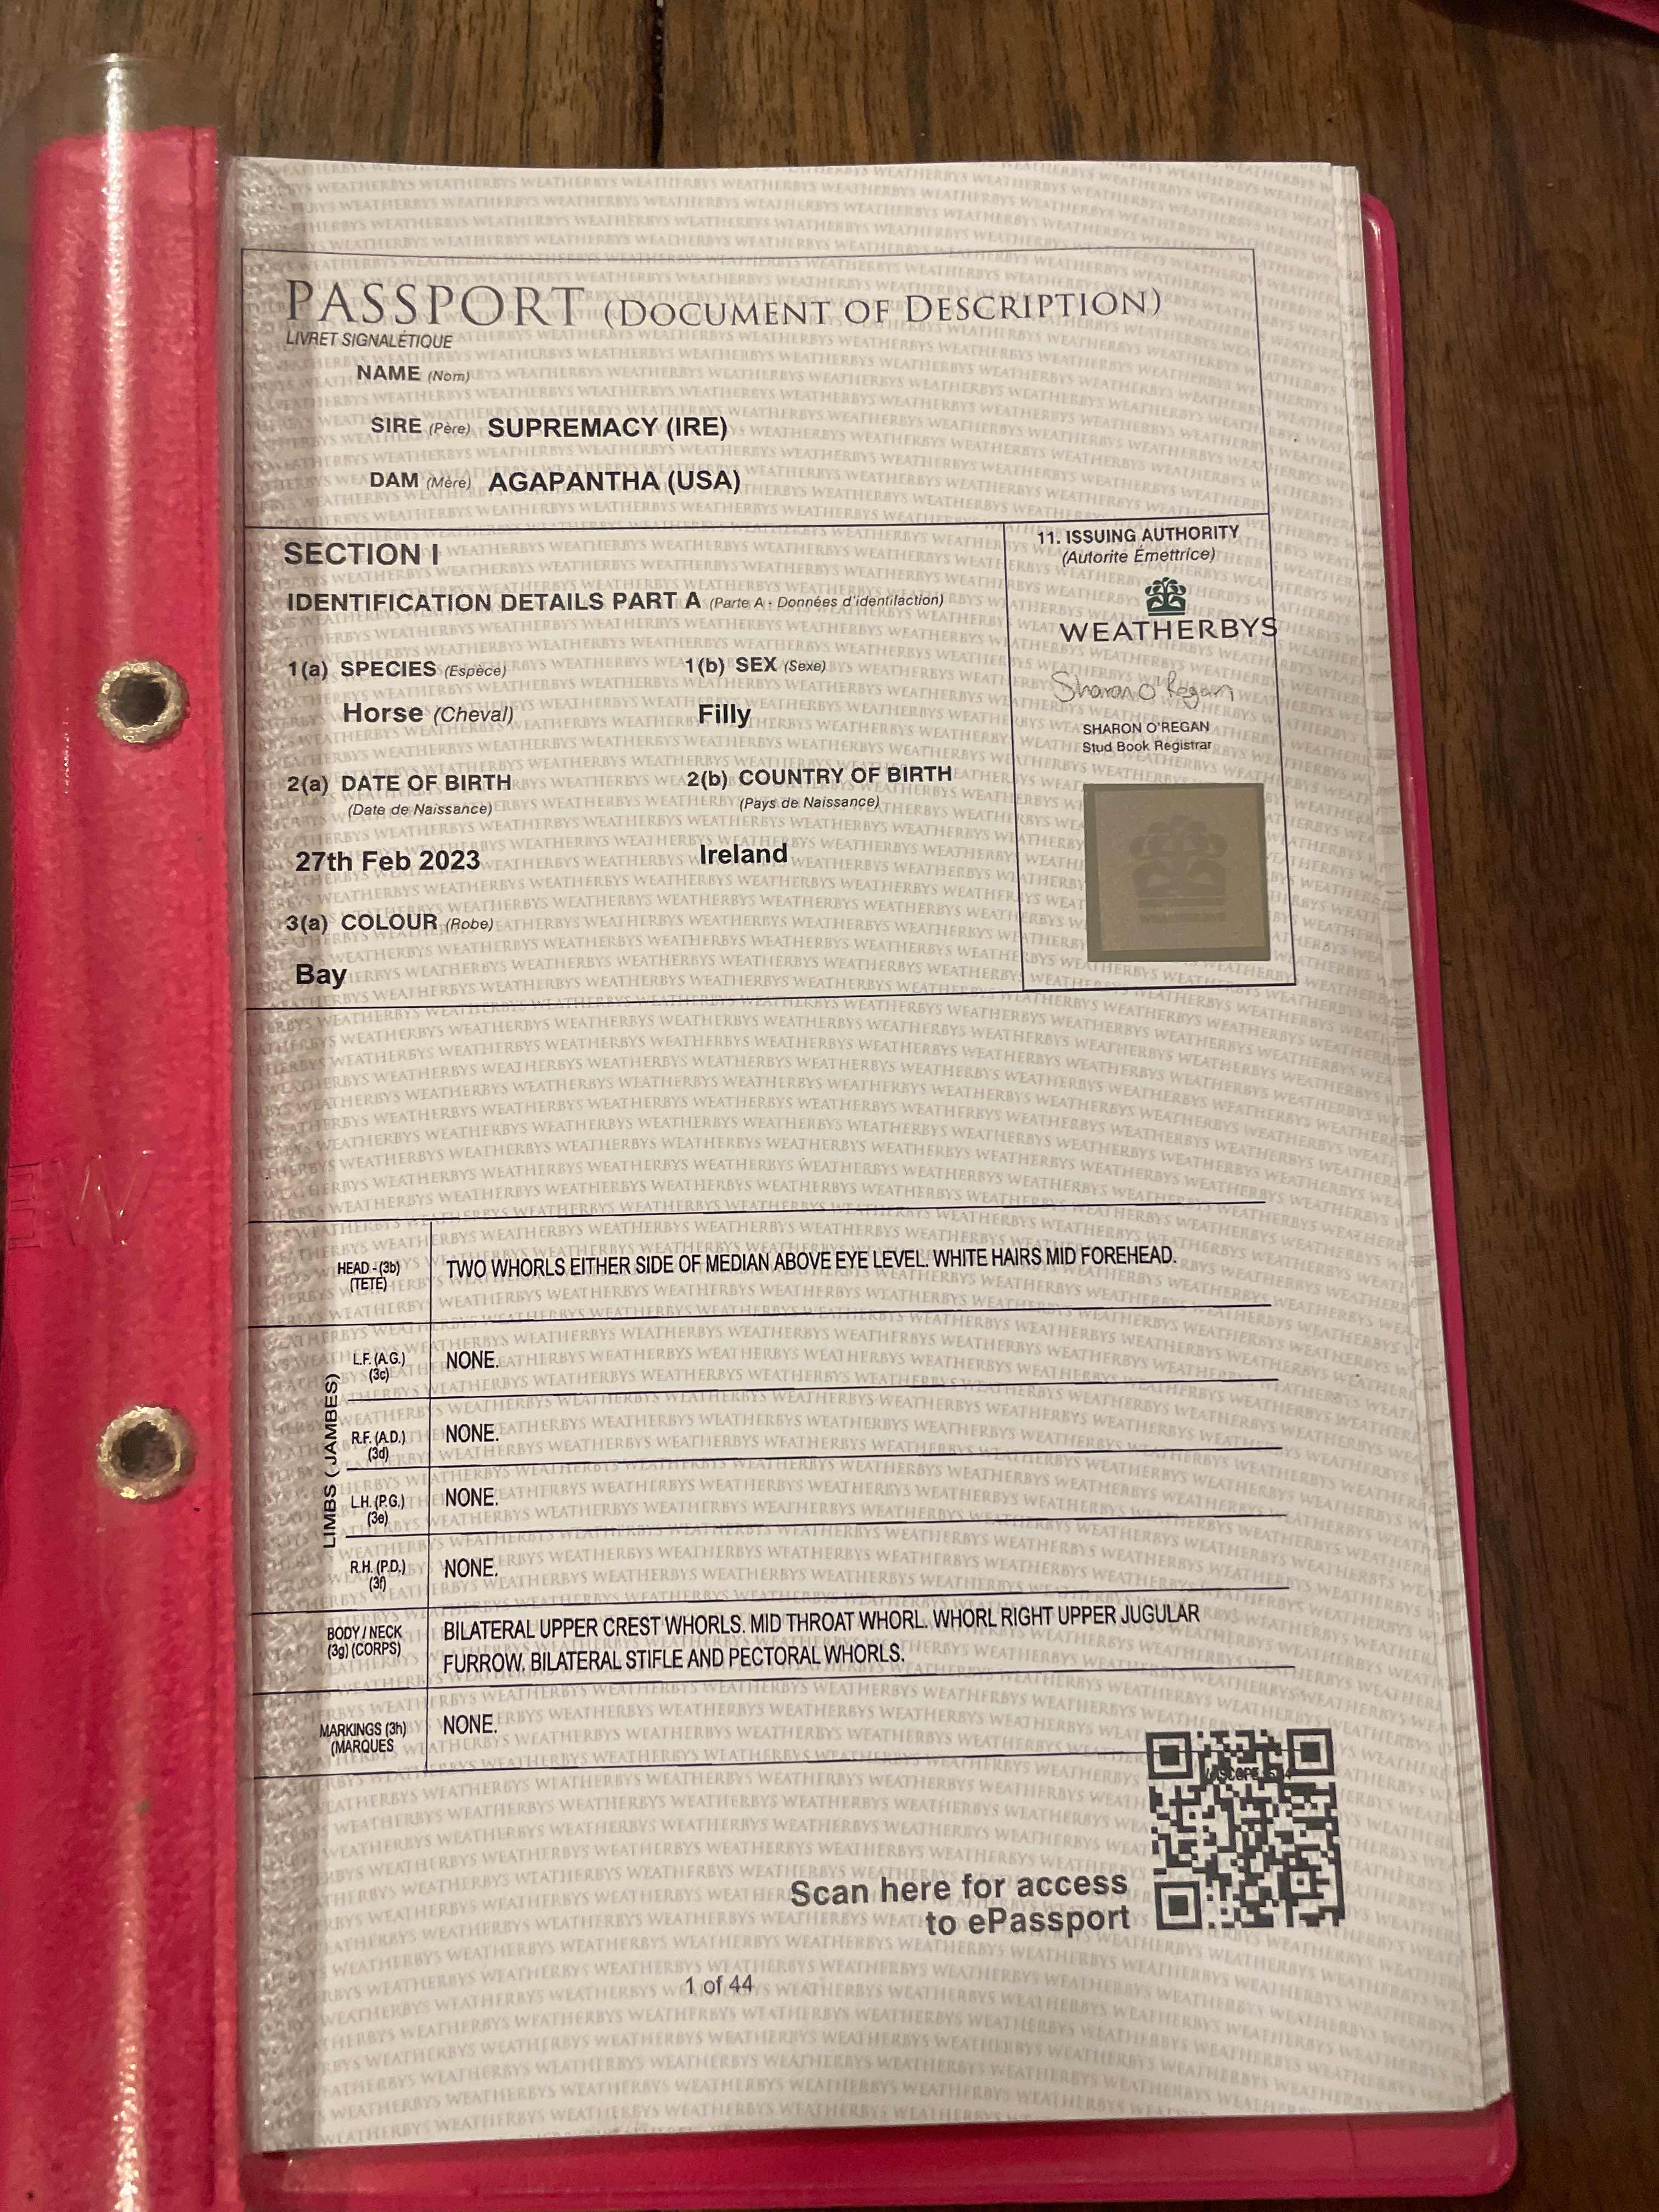 PASSPORT (DOCUMENT OF DESCRIPTION)
LIVRET SIGNALÉTIQUE
NAME (Nom)
SIRE (Père) SUPREMACY (IRE)
DAM (Mère) AGAPANTHA (USA)
SECTION I
IDENTIFICATION DETAILS PART A (Parte A - Données d'identifaction)
1(a) SPECIES (Espèce) 1(b) SEX (Sexe)
Horse (Cheval) Filly
2(a) DATE OF BIRTH 2(b) COUNTRY OF BIRTH
(Date de Naissance) (Pays de Naissance)
27th Feb 2023 Ireland
3(a) COLOUR (Robe)
Bay
11. ISSUING AUTHORITY
(Autorite Émettrice)
WEATHERBYS
Sharon O'Regan
SHARON O'REGAN
Stud Book Registrar
HEAD - (3b) TWO WHORLS EITHER SIDE OF MEDIAN ABOVE EYE LEVEL. WHITE HAIRS MID FOREHEAD.
(TETE)
LIMBS (JAMBES)
L.F. (A.G.) NONE.
(3c)
R.F. (A.D.) NONE.
(3d)
L.H. (P.G.) NONE.
(3e)
R.H. (P.D.) NONE.
(3f)
BODY / NECK BILATERAL UPPER CREST WHORLS. MID THROAT WHORL. WHORL RIGHT UPPER JUGULAR
(3g) (CORPS) FURROW. BILATERAL STIFLE AND PECTORAL WHORLS.
MARKINGS (3h) NONE.
(MARQUES
Scan here for access
to ePassport
1 of 44